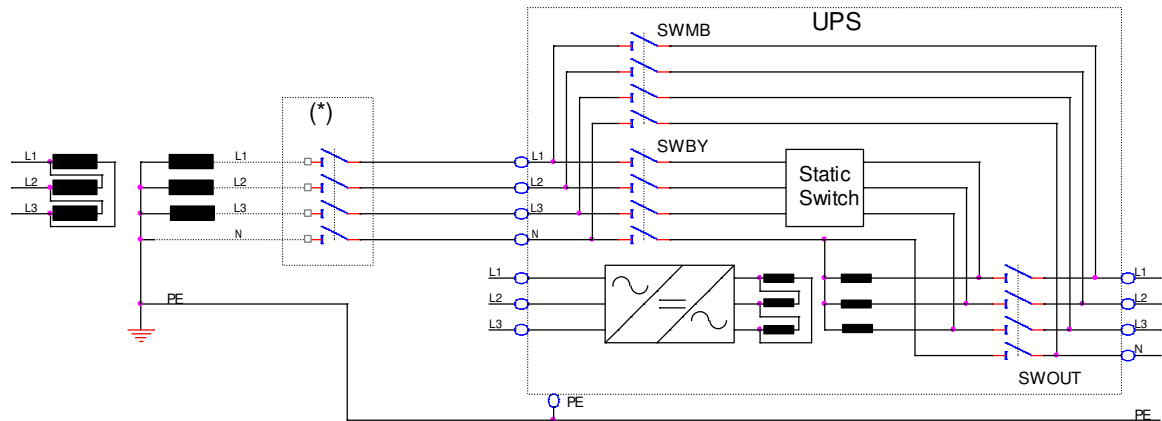 UPS
SWMB
(*)
L1
L1
L1
SWBY
L2
L2
L2
Static
Switch
L3
L3
L3
N
N
L1
L1
PE
L2
L2
L3
L3
N
SWOUT
PE
PE